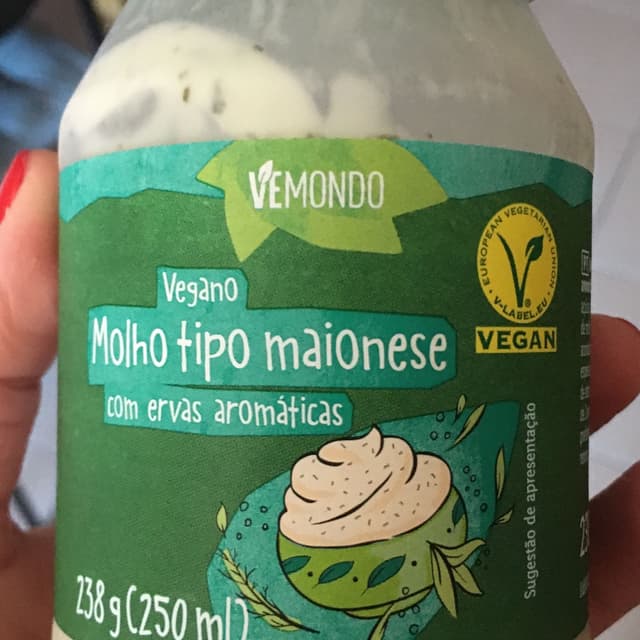 VEMONDO
EUROPEAN VEGETARIAN UNION
V-LABEL.EU
VEGAN
Vegano
Molho tipo maionese
com ervas aromáticas
Sugestão de apresentação
238 g (250 ml)